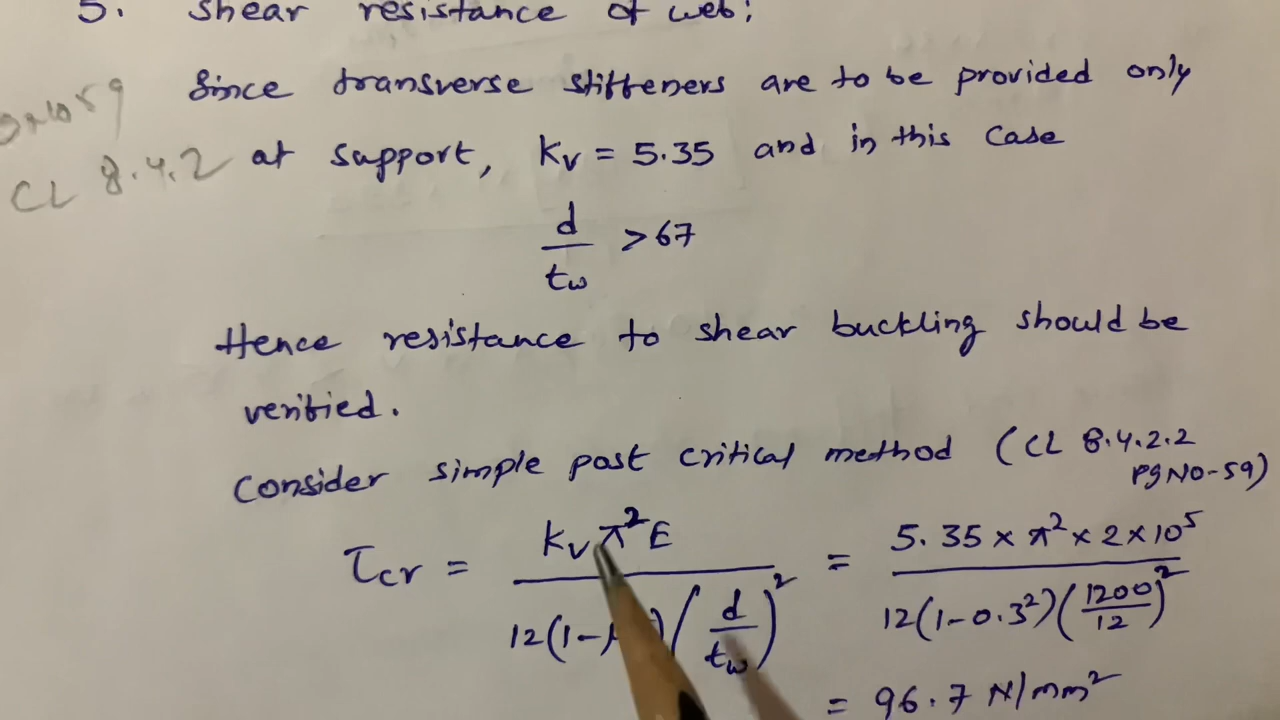 5. Shear resistance of web:
Since transverse stiffeners are to be provided only
CL 8.4.2 at support, Kv = 5.35 and in this case
d/tw > 67
Hence resistance to shear buckling should be
verified.
Consider simple post critical method (CL 8.4.2.2
PgNO-59)
τcr = Kv π² E / 12(1-μ²)(d/tw)² = 5.35 × π² × 2 × 10⁵ / 12(1-0.3²)(1200/12)²
= 96.7 N/mm²